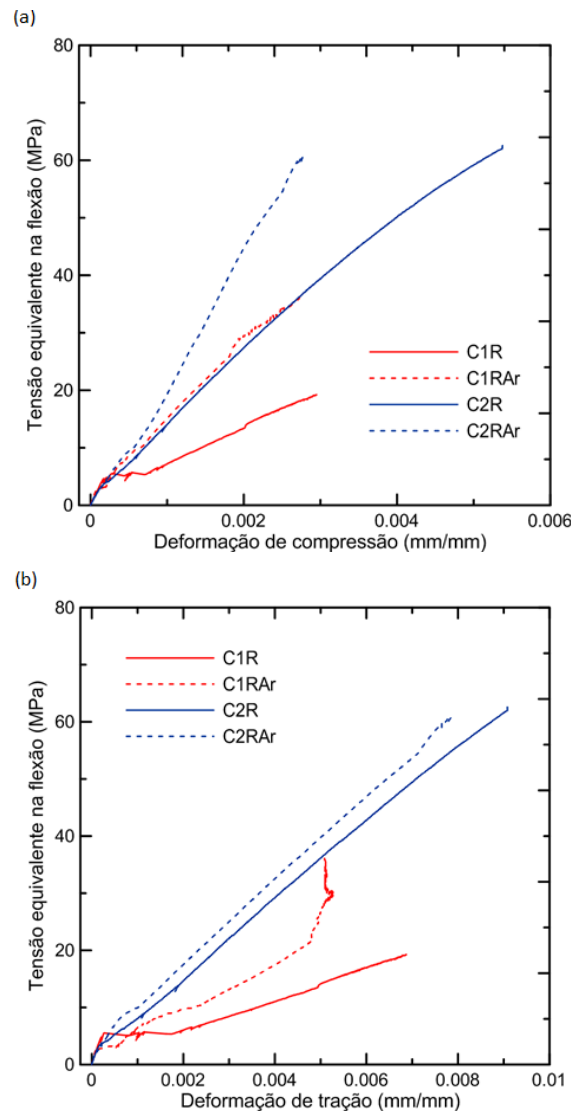 (a)
80
60
40
20
0
Tensão equivalente na flexão (MPa)
C1R
C1RAr
C2R
C2RAr
0
0.002
0.004
0.006
Deformação de compressão (mm/mm)
(b)
80
60
40
20
0
Tensão equivalente na flexão (MPa)
C1R
C1RAr
C2R
C2RAr
0
0.002
0.004
0.006
0.008
0.01
Deformação de tração (mm/mm)